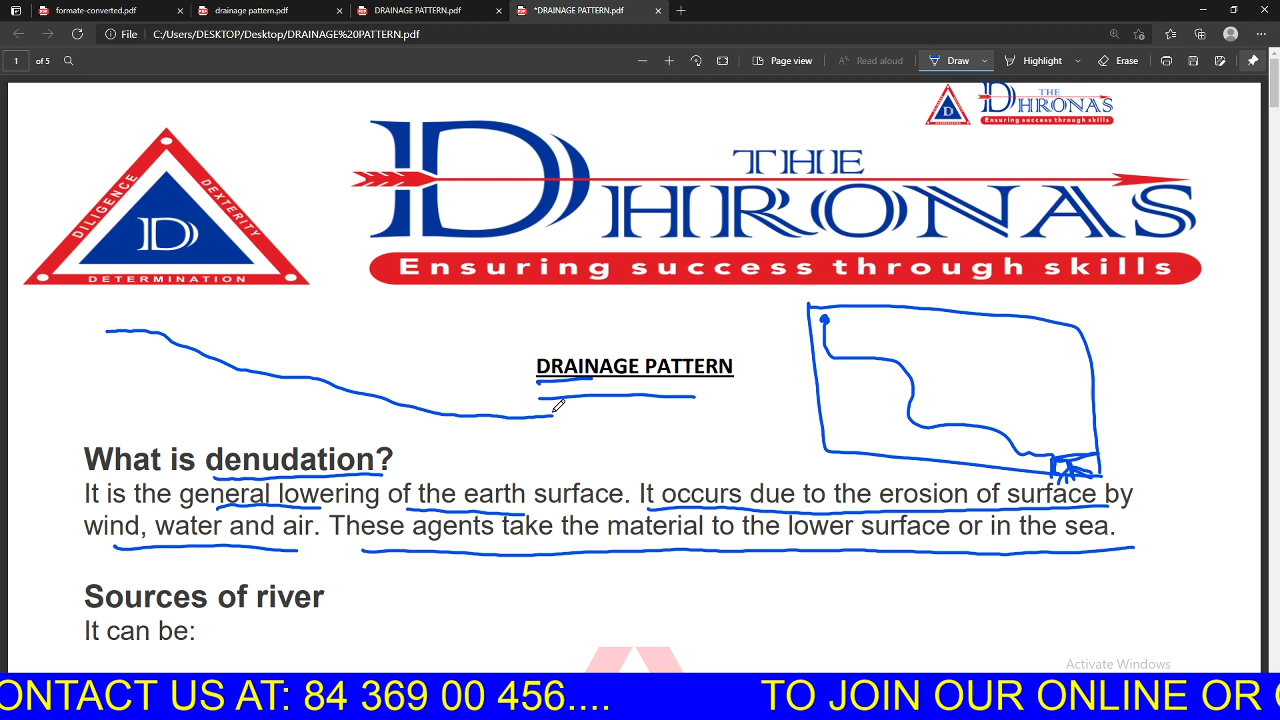 formate-converted.pdf
drainage pattern.pdf
DRAINAGE PATTERN.pdf
*DRAINAGE PATTERN.pdf
File
C:/Users/DESKTOP/Desktop/DRAINAGE%20PATTERN.pdf
1 of 5
Page view
Read aloud
Draw
Highlight
Erase
THE
DHRONAS
Ensuring success through skills
DILIGENCE
DEXTERITY
DETERMINATION
D
THE
DHRONAS
Ensuring success through skills
DRAINAGE PATTERN
What is denudation?
It is the general lowering of the earth surface. It occurs due to the erosion of surface by
wind, water and air. These agents take the material to the lower surface or in the sea.
Sources of river
It can be:
Activate Windows
ONTACT US AT: 84 369 00 456.... TO JOIN OUR ONLINE OR